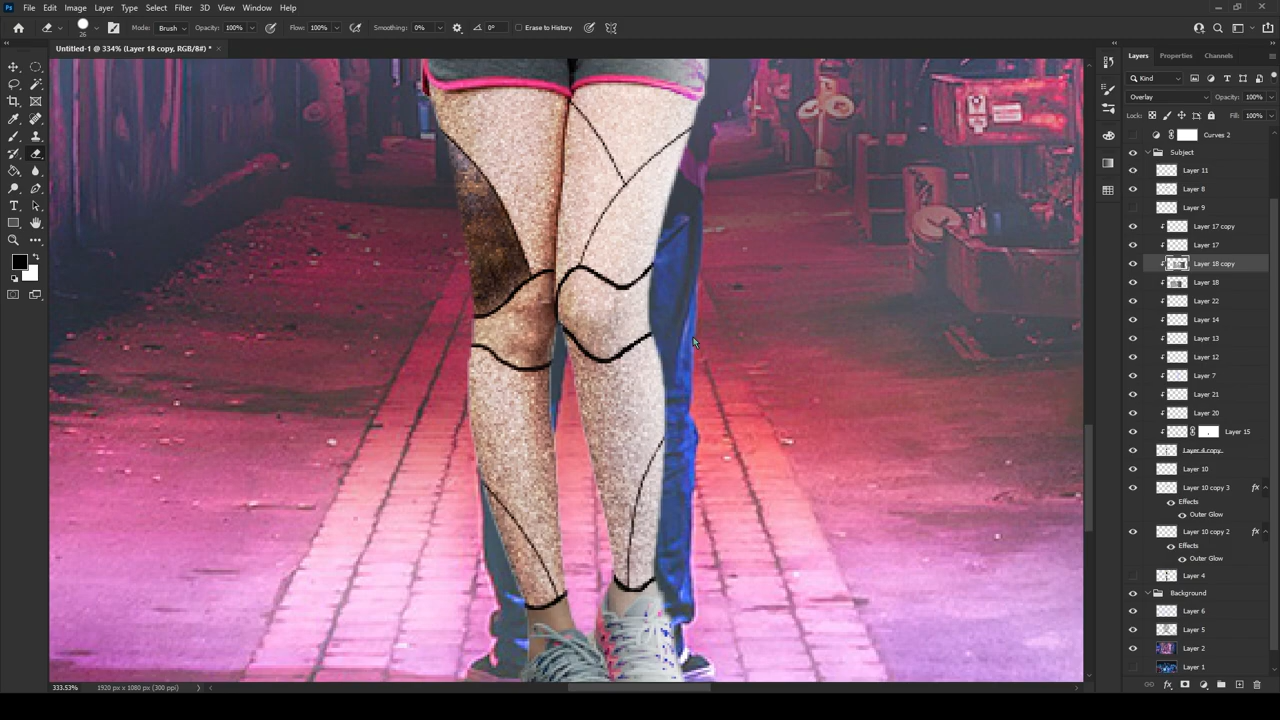 Ps File Edit Image Layer Type Select Filter 3D View Window Help
26 Mode: Brush Opacity: 100% Flow: 100% Smoothing: 0% 0° Erase to History
Untitled-1 @ 334% (Layer 18 copy, RGB/8#) *
Layers Properties Channels
Kind
Overlay Opacity: 100%
Lock: Fill: 100%
Curves 2
Subject
Layer 11
Layer 8
Layer 9
Layer 17 copy
Layer 17
Layer 18 copy
Layer 18
Layer 22
Layer 14
Layer 13
Layer 12
Layer 7
Layer 21
Layer 20
Layer 15
Layer 4 copy
Layer 10
Layer 10 copy 3 fx
Effects
Outer Glow
Layer 10 copy 2 fx
Effects
Outer Glow
Layer 4
Background
Layer 6
Layer 5
Layer 2
Layer 1
333.53% 1920 px x 1080 px (300 ppi)